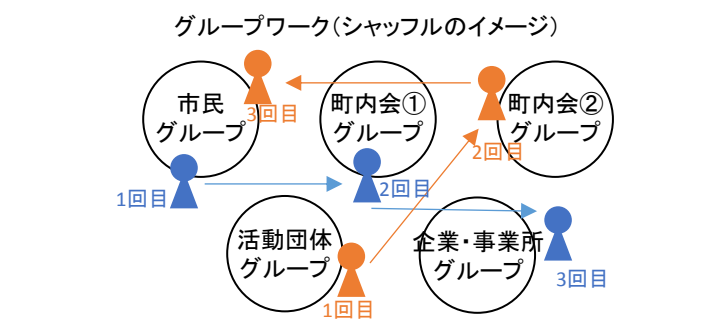 グループワーク(シャッフルのイメージ)
市民
グループ
3回目
町内会①
グループ
町内会②
グループ
2回目
1回目
2回目
活動団体
グループ
1回目
企業・事業所
グループ
3回目